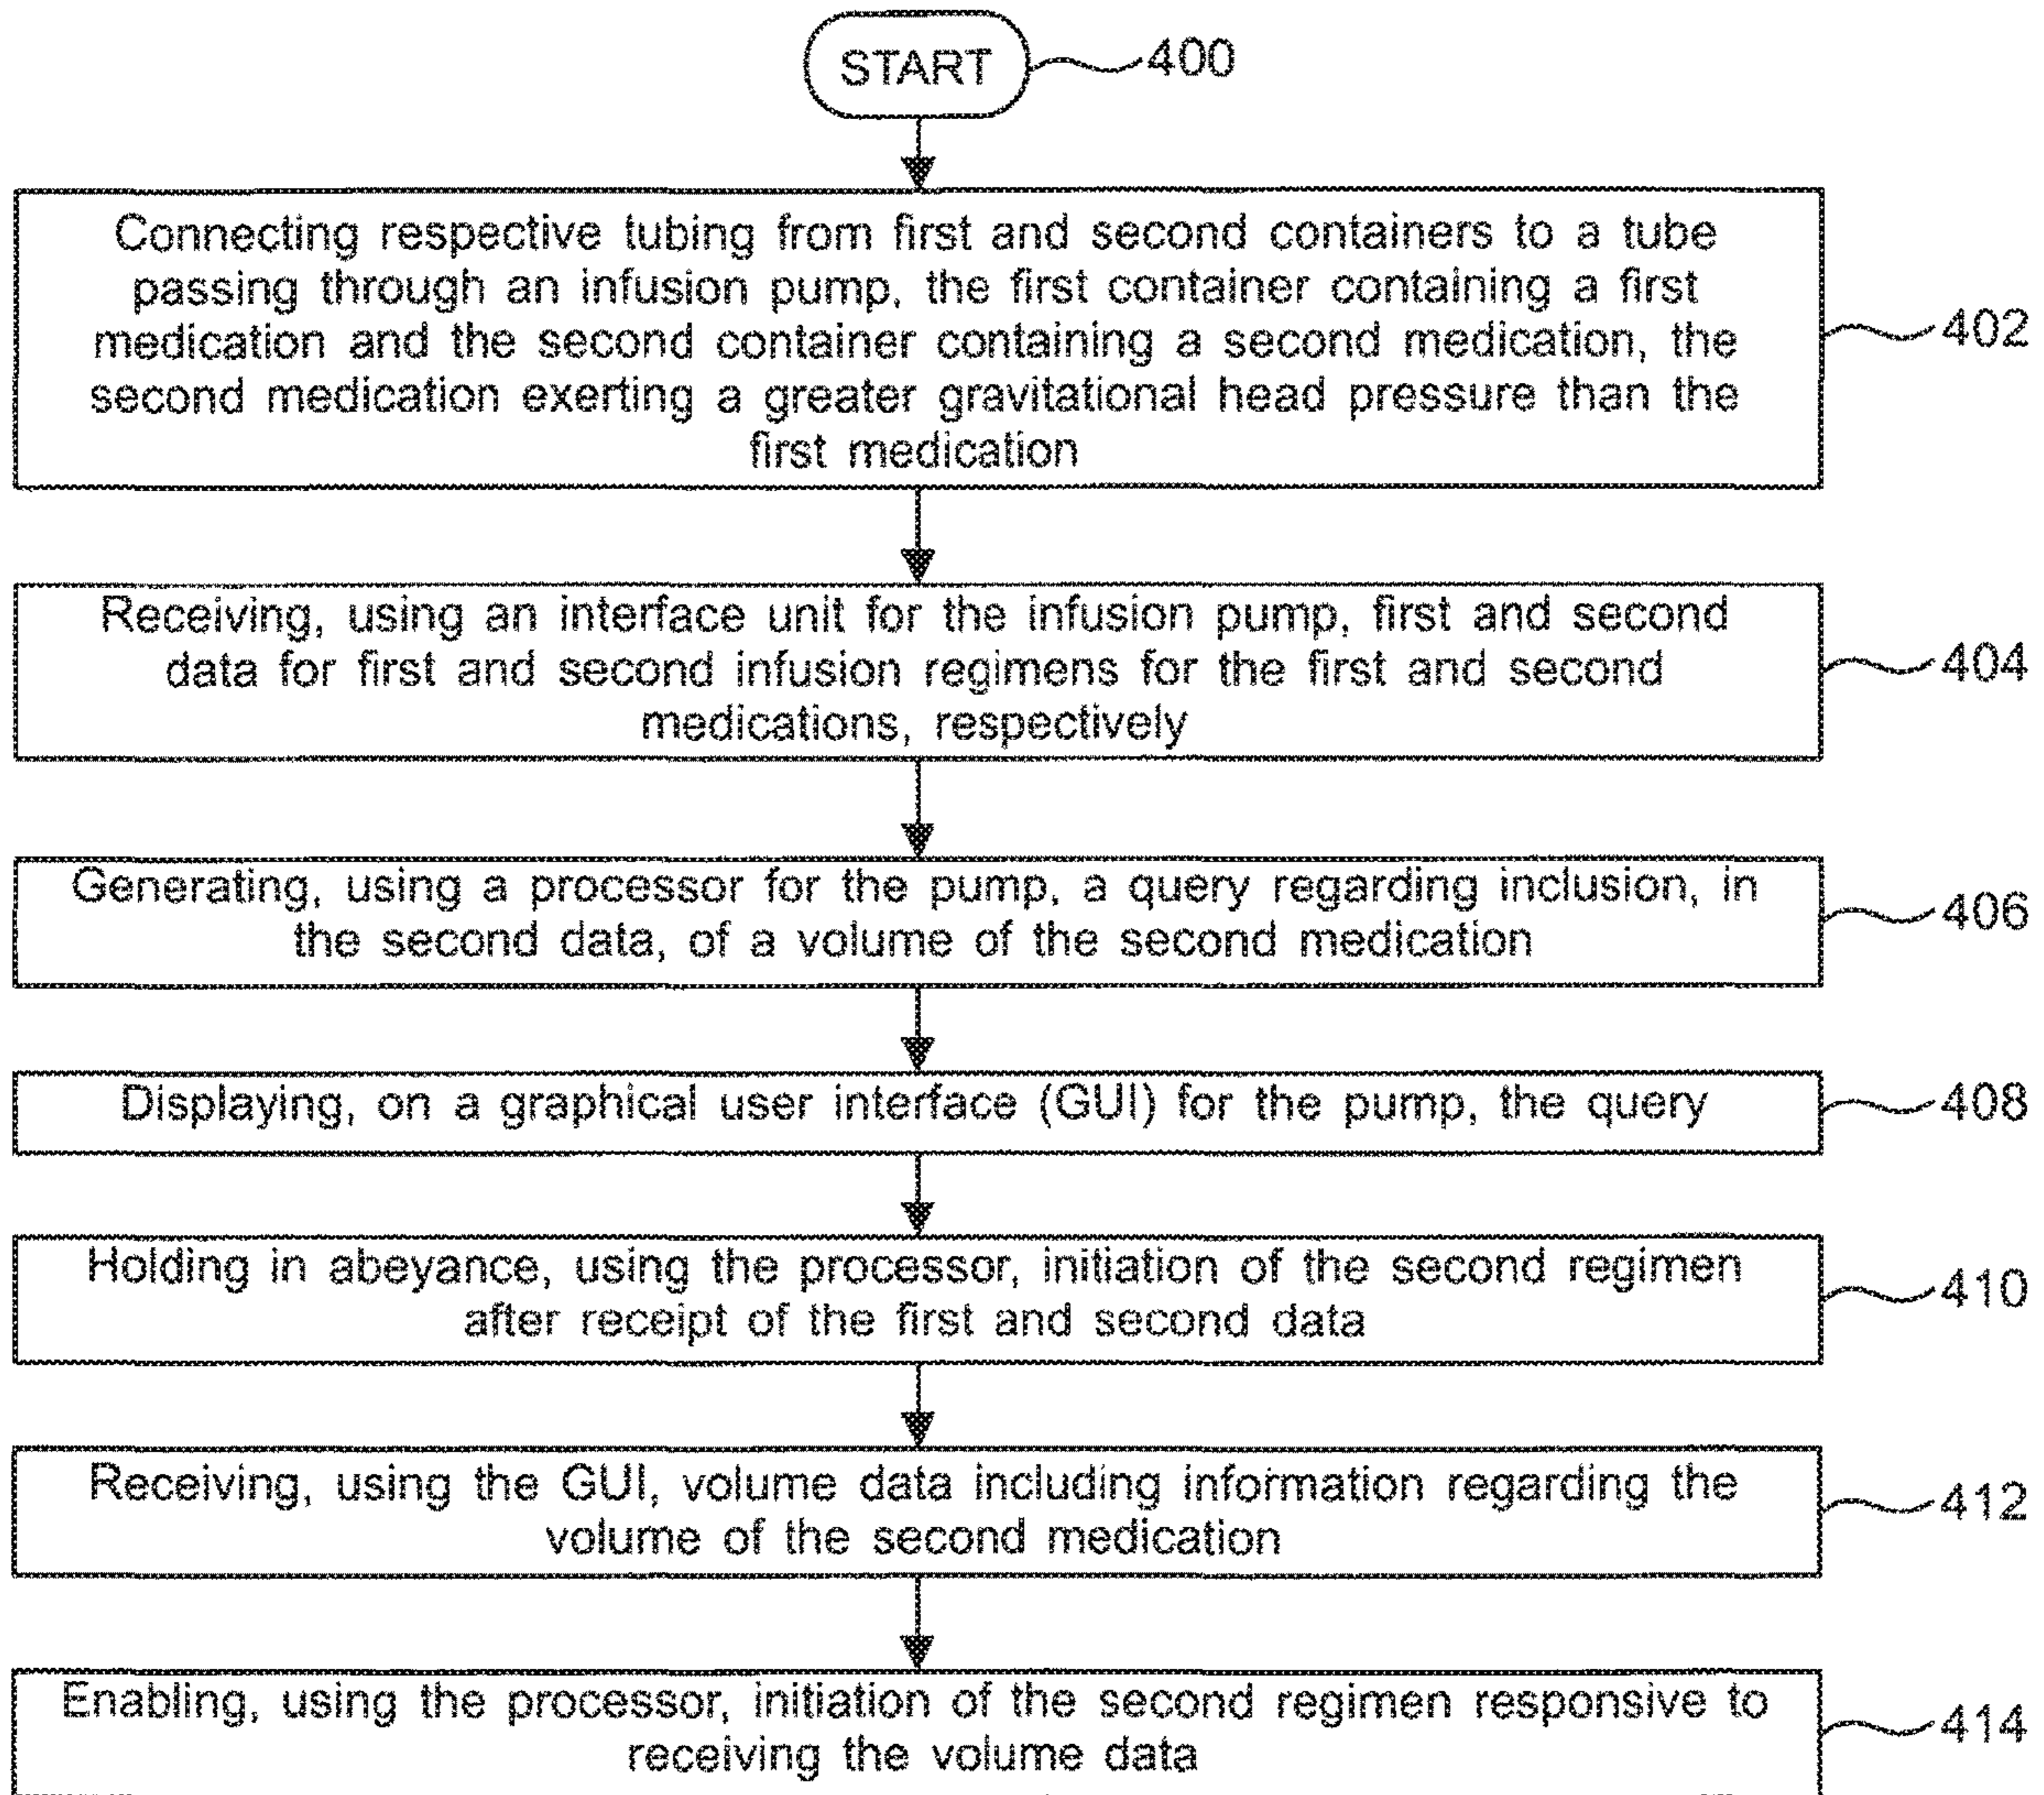 START
400
Connecting respective tubing from first and second containers to a tube
passing through an infusion pump, the first container containing a first
medication and the second container containing a second medication, the
second medication exerting a greater gravitational head pressure than the
first medication
402
Receiving, using an interface unit for the infusion pump, first and second
data for first and second infusion regimens for the first and second
medications, respectively
404
Generating, using a processor for the pump, a query regarding inclusion, in
the second data, of a volume of the second medication
406
Displaying, on a graphical user interface (GUI) for the pump, the query
408
Holding in abeyance, using the processor, initiation of the second regimen
after receipt of the first and second data
410
Receiving, using the GUI, volume data including information regarding the
volume of the second medication
412
Enabling, using the processor, initiation of the second regimen responsive to
receiving the volume data
414